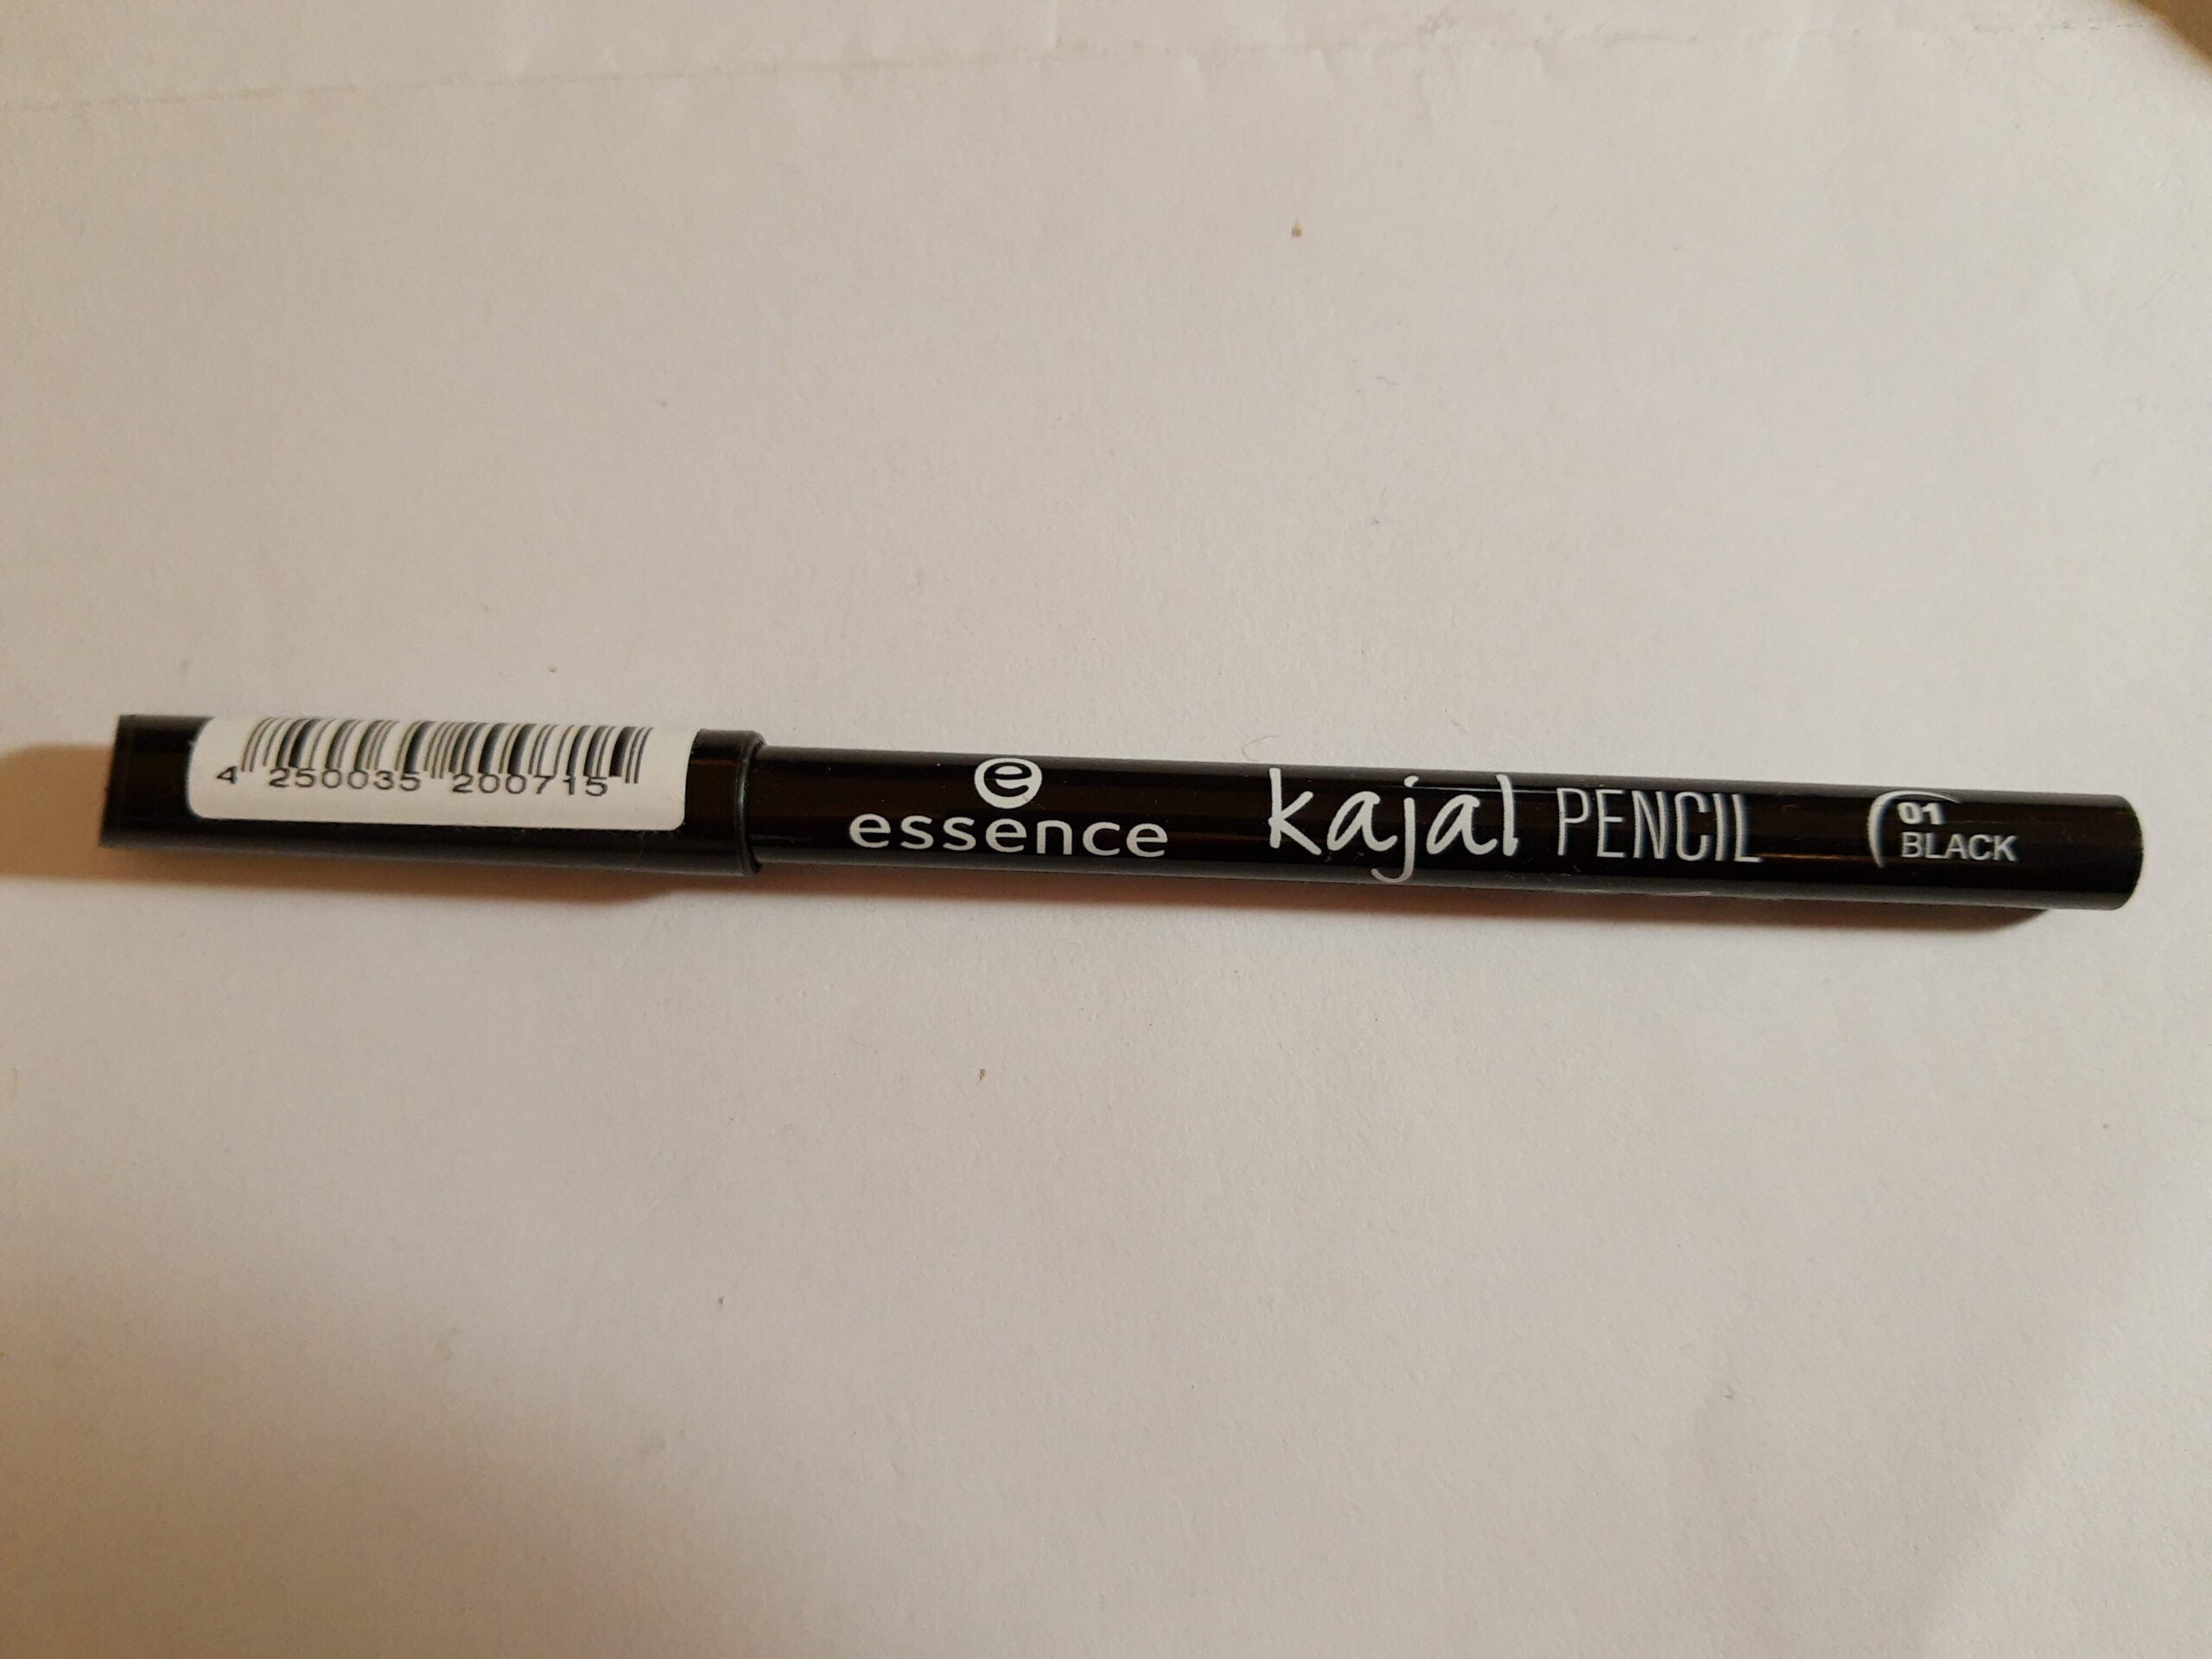 4 250035 200715
e
essence
kajal PENCIL
01
BLACK